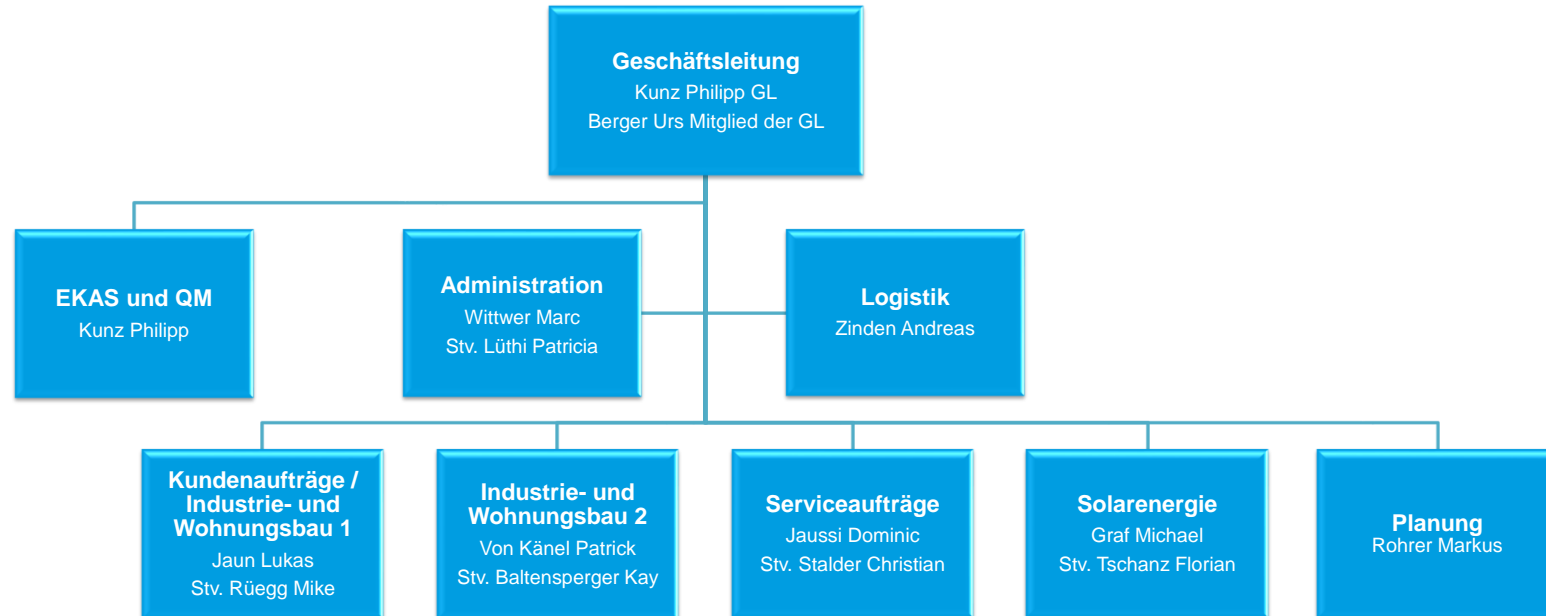 Geschäftsleitung
Kunz Philipp GL
Berger Urs Mitglied der GL
EKAS und QM
Kunz Philipp
Administration
Wittwer Marc
Stv. Lüthi Patricia
Logistik
Zinden Andreas
Kundenaufträge /
Industrie- und
Wohnungsbau 1
Jaun Lukas
Stv. Rüegg Mike
Industrie- und
Wohnungsbau 2
Von Känel Patrick
Stv. Baltensperger Kay
Serviceaufträge
Jaussi Dominic
Stv. Stalder Christian
Solarenergie
Graf Michael
Stv. Tschanz Florian
Planung
Rohrer Markus